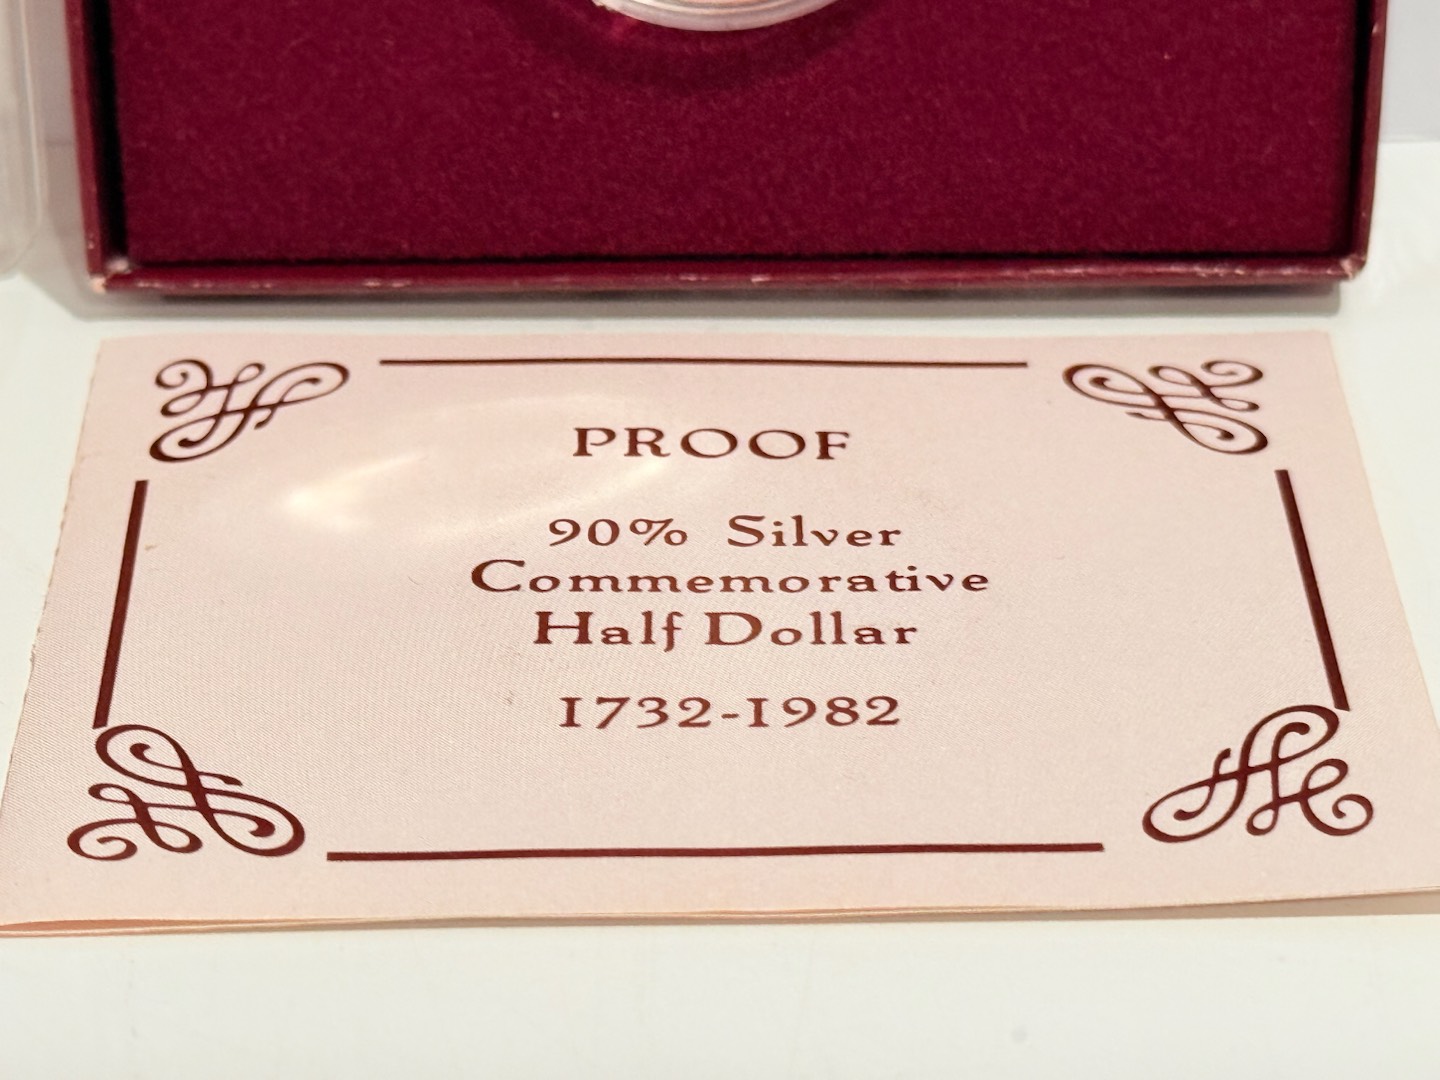 PROOF
90% Silver
Commemorative
Half Dollar
1732-1982